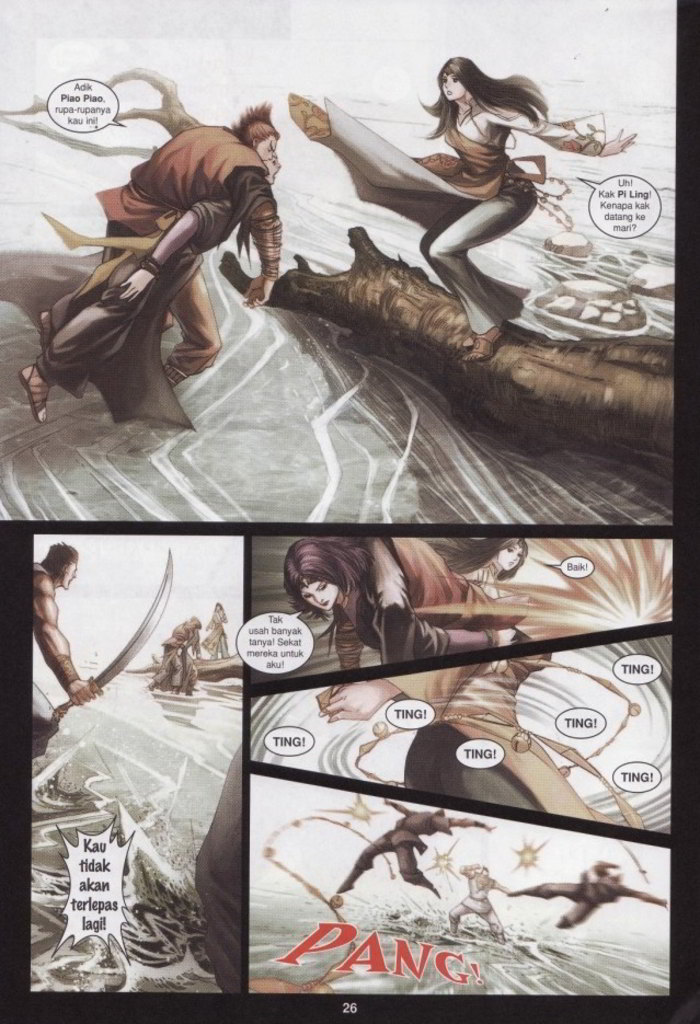 Adik
Piao Piao,
rupa-rupanya
kau ini!
Uh!
Kak Pi Ling!
Kenapa kak
datang ke
mari?
Kau
tidak
akan
terlepas
lagi!
Tak
usah banyak
tanya! Sekat
mereka untuk
aku!
Baik!
TING!
TING!
TING!
TING!
TING!
TING!
PANG!
26